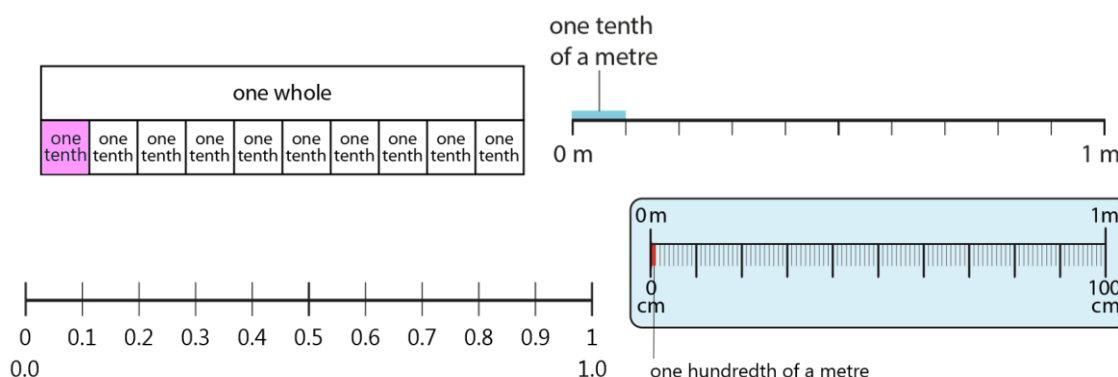 one tenth
of a metre
one whole
one one one one one one one one one one
tenth tenth tenth tenth tenth tenth tenth tenth tenth tenth
0 m 1 m
0 m 1 m
0 100
cm cm
0 0.1 0.2 0.3 0.4 0.5 0.6 0.7 0.8 0.9 1
0.0 1.0
one hundredth of a metre